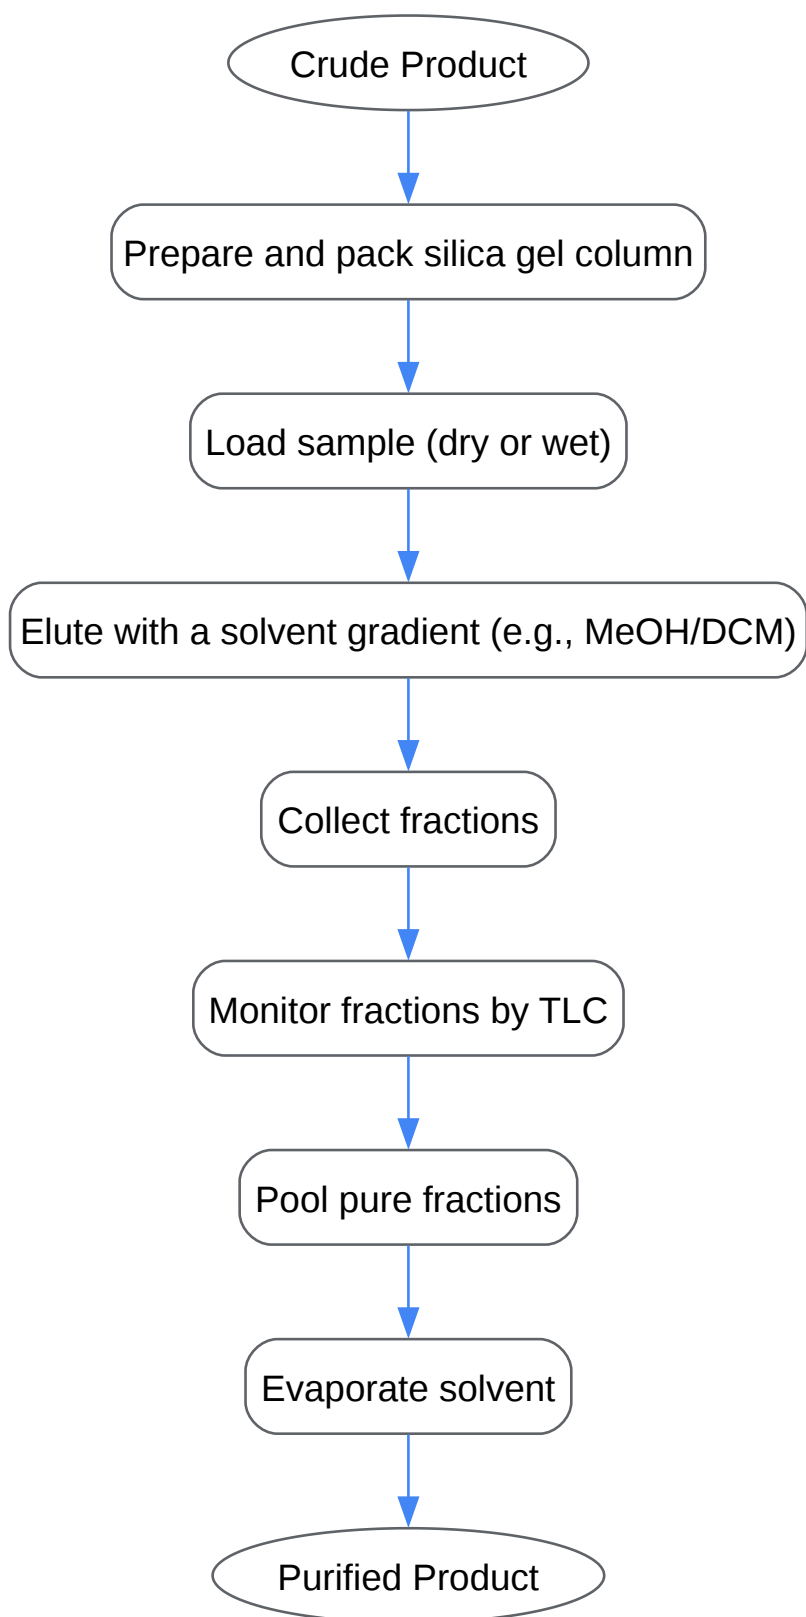 Crude Product
Prepare and pack silica gel column
Load sample (dry or wet)
Elute with a solvent gradient (e.g., MeOH/DCM)
Collect fractions
Monitor fractions by TLC
Pool pure fractions
Evaporate solvent
Purified Product